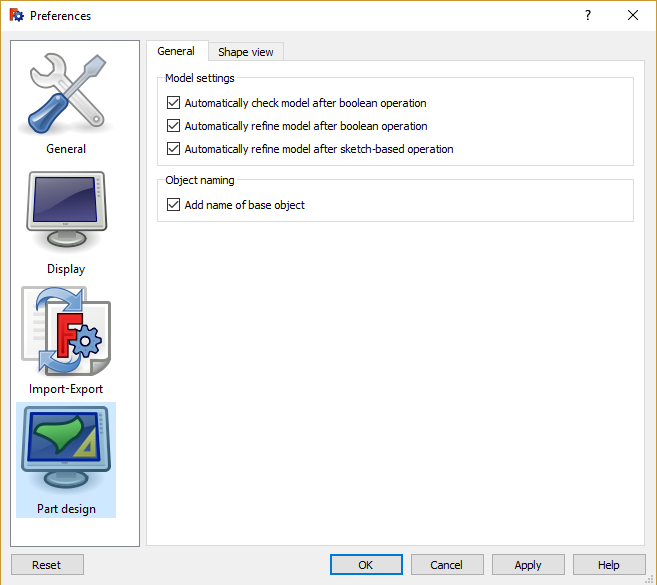 Preferences
General
Display
Import-Export
Part design
General
Shape view
Model settings
Automatically check model after boolean operation
Automatically refine model after boolean operation
Automatically refine model after sketch-based operation
Object naming
Add name of base object
Reset
OK
Cancel
Apply
Help